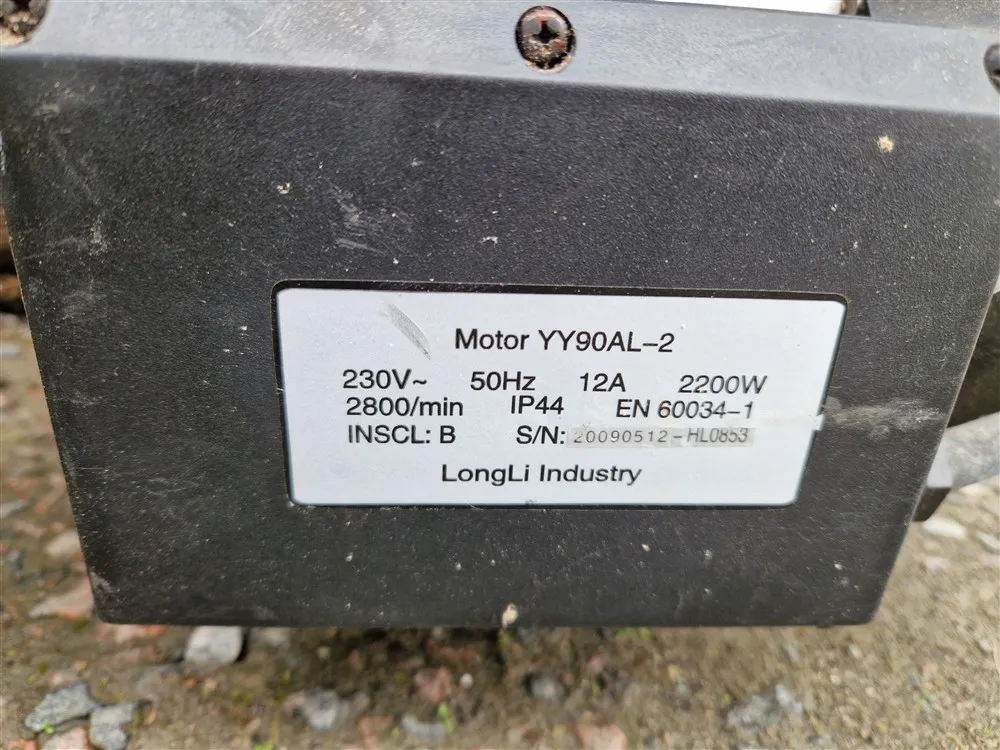 Motor YY90AL-2
230V~ 50Hz 12A 2200W
2800/min IP44 EN 60034-1
INSCL: B S/N: 20090512-HL0853
LongLi Industry